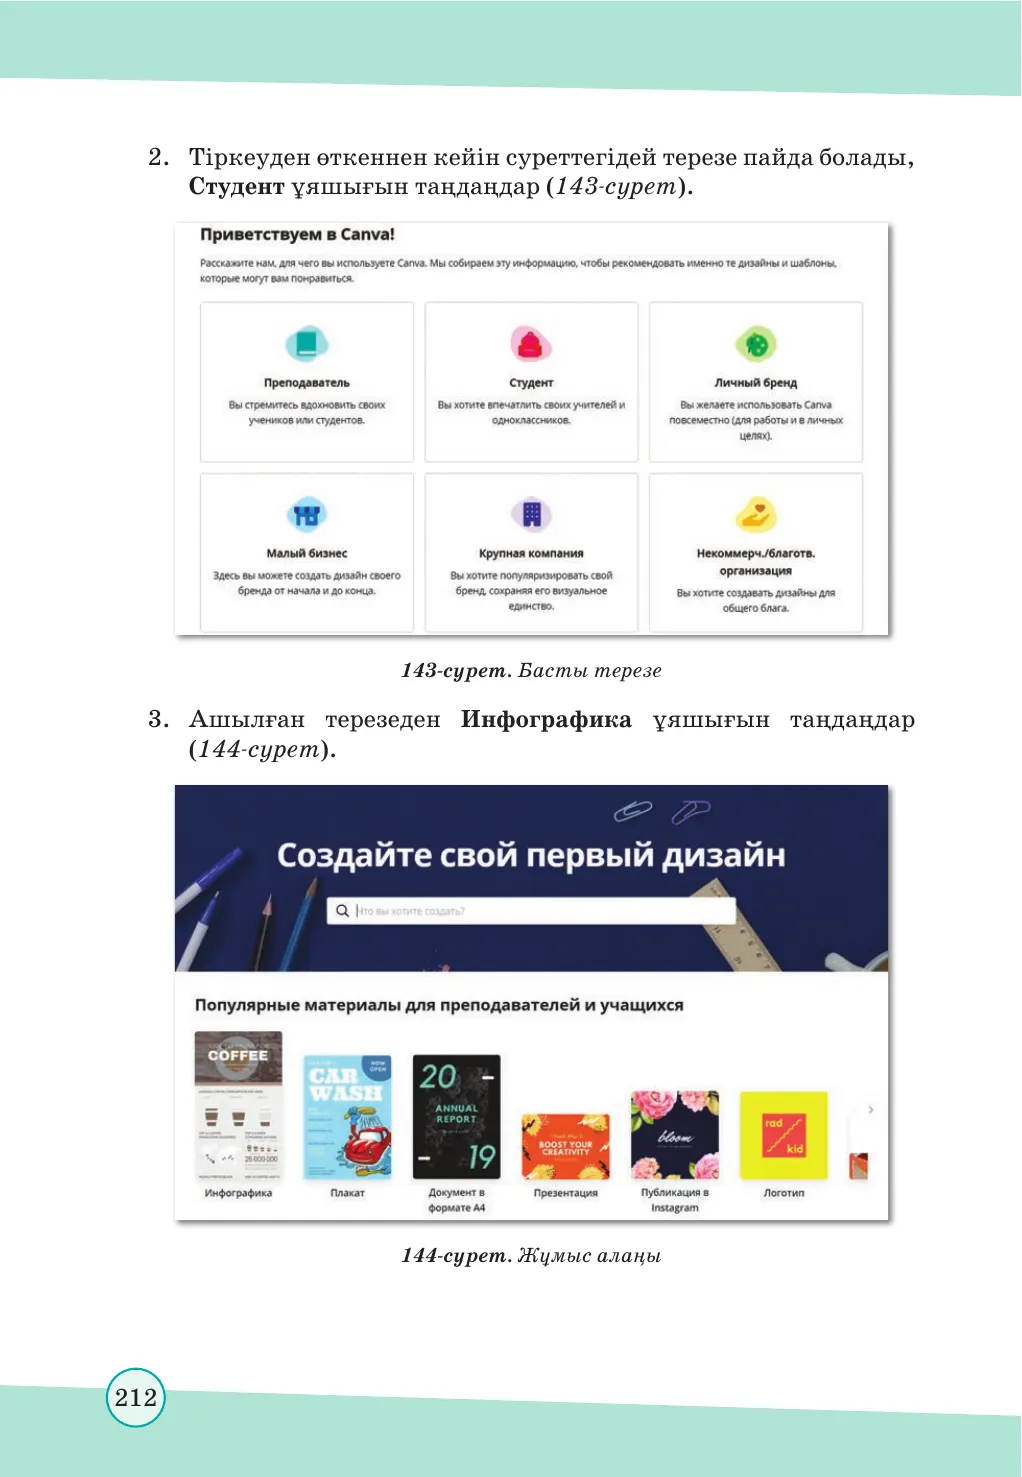 2. Тіркеуден өткеннен кейін суреттегідей терезе пайда болады,
Студент ұяшығын таңдаңдар (143-сурет).
Приветствуем в Canva!
Расскажите нам, для чего вы используете Canva. Мы собираем эту информацию, чтобы рекомендовать именно те дизайны и шаблоны,
которые могут вам понравиться.
Преподаватель
Вы стремитесь вдохновить своих
учеников или студентов.
Студент
Вы хотите впечатлить своих учителей и
одноклассников.
Личный бренд
Вы желаете использовать Canva
повсеместно (для работы и в личных
целях).
Малый бизнес
Здесь вы можете создать дизайн своего
бренда от начала и до конца.
Крупная компания
Вы хотите популяризировать свой
бренд, сохраняя его визуальное
единство.
Некоммерч./благотв.
организация
Вы хотите создавать дизайны для
общего блага.
143-сурет. Басты терезе
3. Ашылған терезеден Инфографика ұяшығын таңдаңдар
(144-сурет).
Создайте свой первый дизайн
Что вы хотите создать?
Популярные материалы для преподавателей и учащихся
COFFEE
26 000 000
Инфографика
NOW
OPEN
CAR
WASH
Плакат
20
ANNUAL
REPORT
19
Документ в
формате A4
BOOST YOUR
CREATIVITY
Презентация
bloom
Публикация в
Instagram
rad
kid
Логотип
144-сурет. Жұмыс алаңы
212